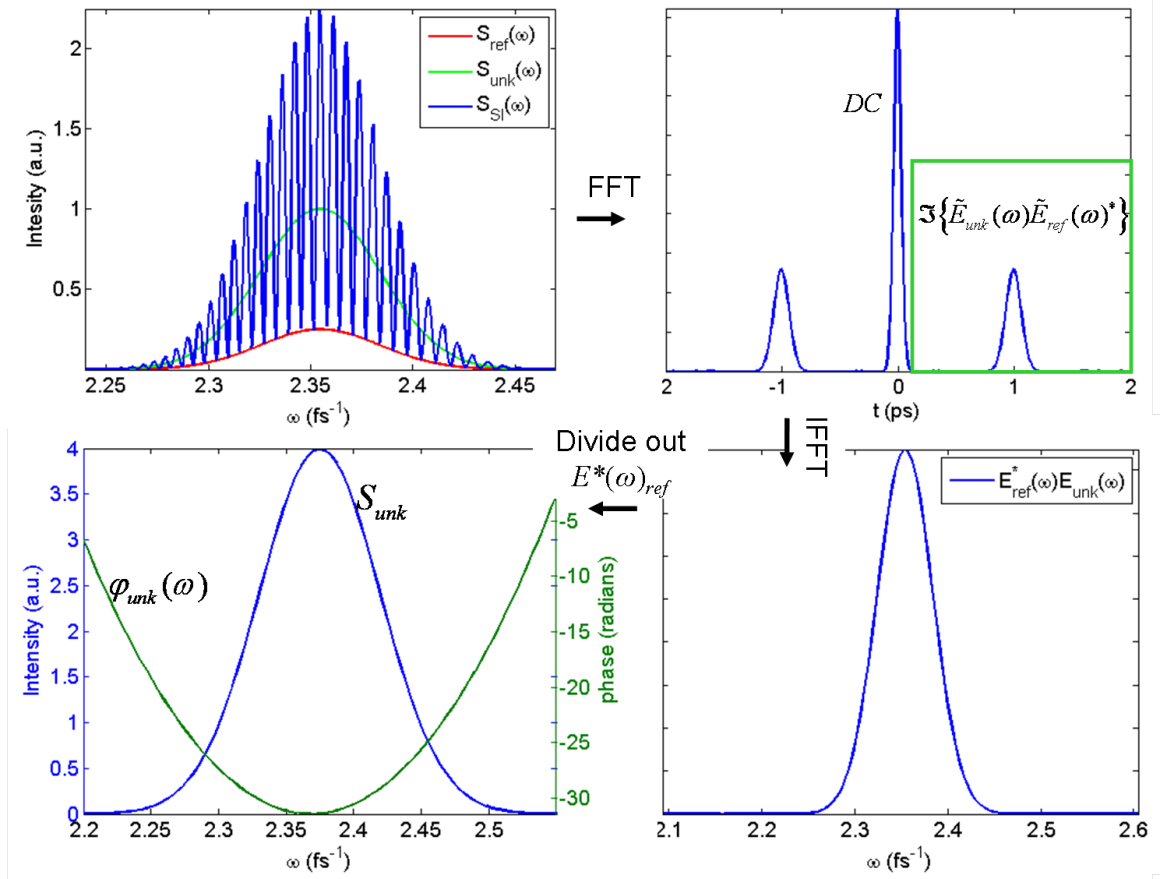 S_ref(ω)
S_unk(ω)
S_SI(ω)
2
1.5
1
0.5
Intesity (a.u.)
2.25 2.3 2.35 2.4 2.45
ω (fs⁻¹)
FFT
DC
ℑ{Ẽ_unk(ω)Ẽ_ref(ω)*}
2 -1 0 1 2
t (ps)
IFFT
Divide out
E*(ω)_ref
4
3.5
3
2.5
2
1.5
1
0.5
0
Intensity (a.u.)
S_unk
φ_unk(ω)
-5
-10
-15
-20
-25
-30
phase (radians)
2.2 2.25 2.3 2.35 2.4 2.45 2.5
ω (fs⁻¹)
E*_ref(ω)E_unk(ω)
2.1 2.2 2.3 2.4 2.5 2.6
ω (fs⁻¹)